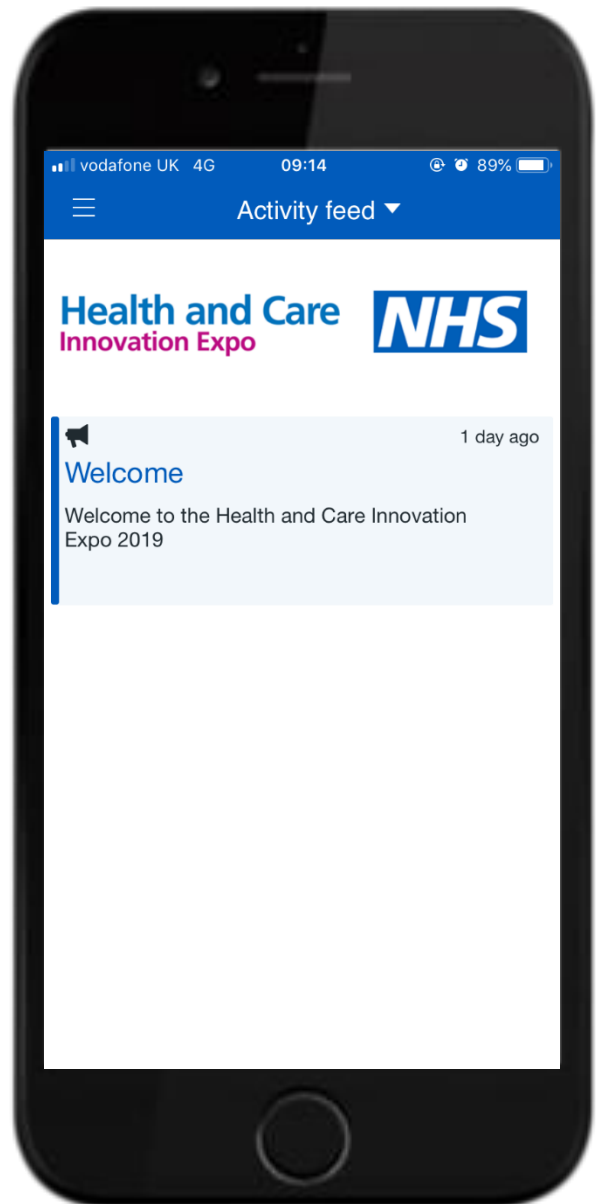 vodafone UK 4G 09:14 89%
Activity feed
Health and Care
Innovation Expo
NHS
1 day ago
Welcome
Welcome to the Health and Care Innovation
Expo 2019